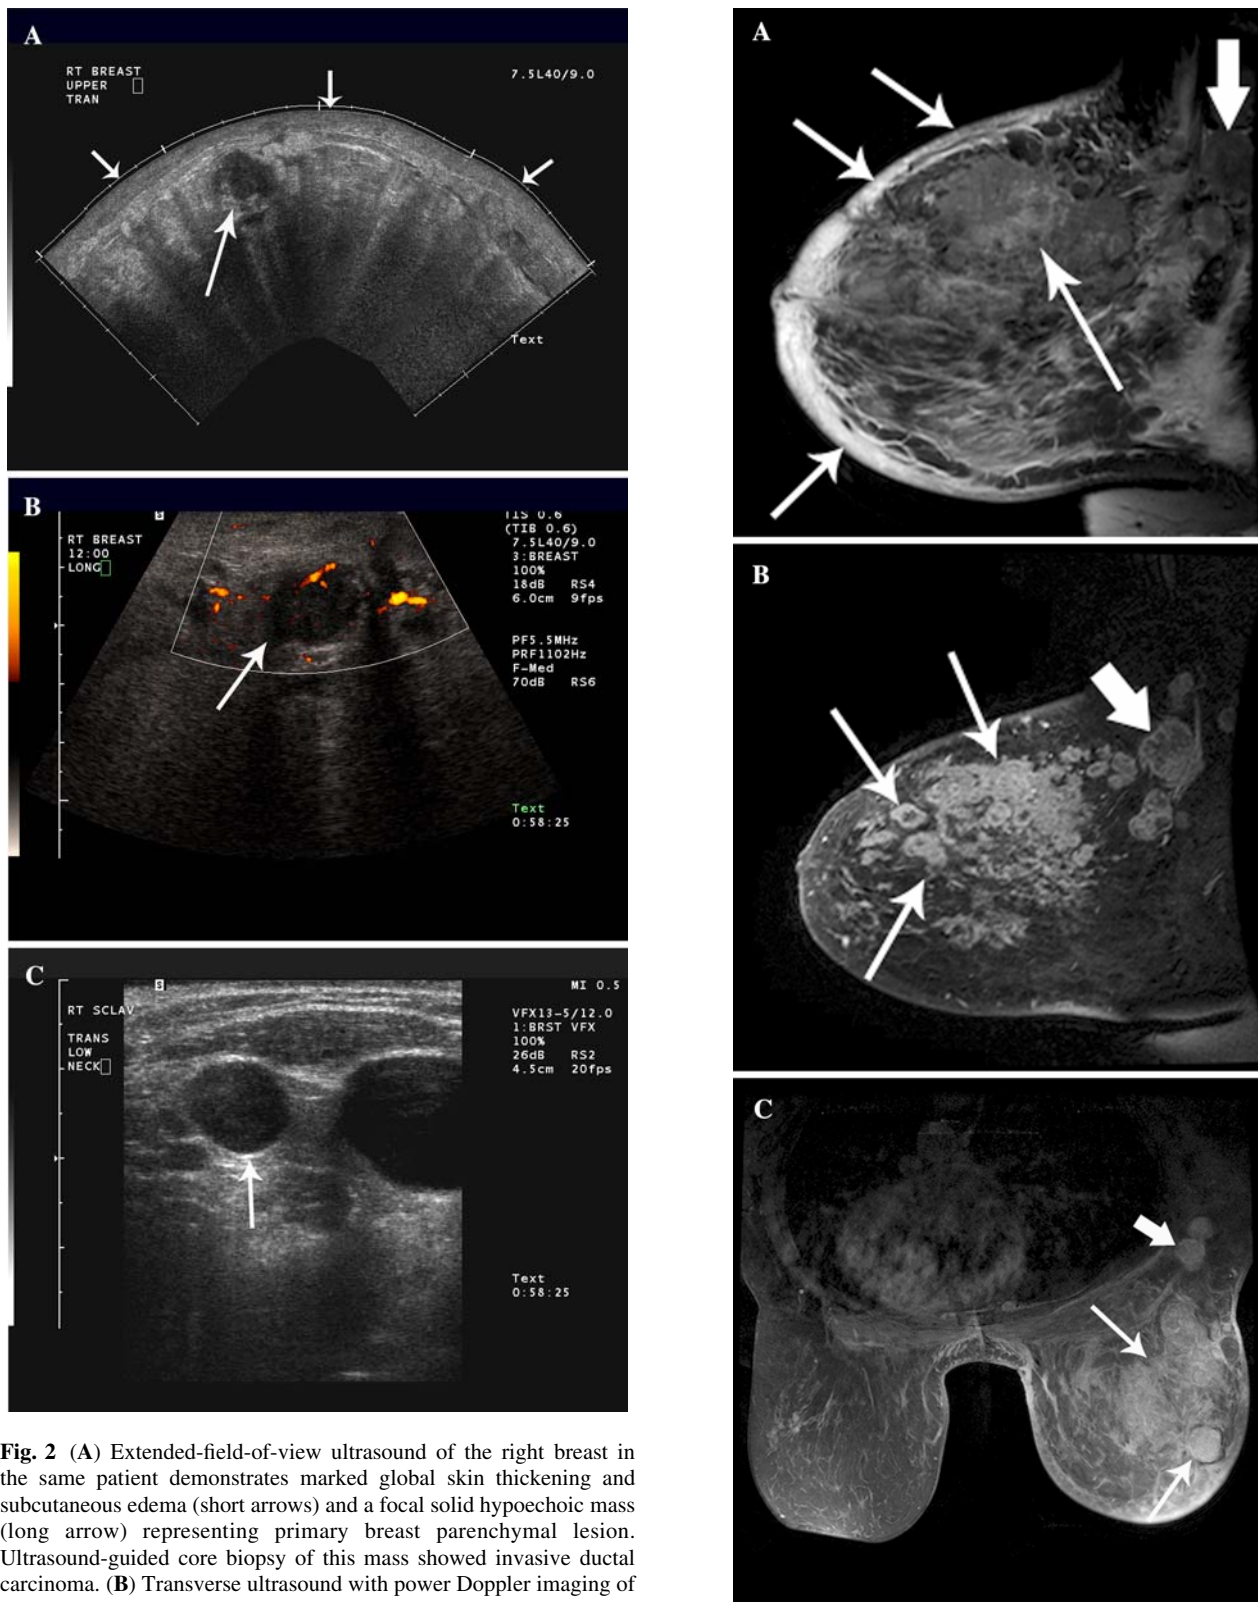 A
RT BREAST
UPPER
TRAN
7.5L40/9.0
Text
B
RT BREAST
12:00
LONG
TIS 0.6
(TIB 0.6)
7.5L40/9.0
3:BREAST
100%
18dB RS4
6.0cm 9fps
PF5.5MHz
PRF1102Hz
F-Med
70dB RS6
Text
0:58:25
C
RT SCLAV
TRANS
LOW
NECK
MI 0.5
VFX13-5/12.0
1:BRST VFX
100%
26dB RS2
4.5cm 20fps
Text
0:58:25
Fig. 2 (A) Extended-field-of-view ultrasound of the right breast in
the same patient demonstrates marked global skin thickening and
subcutaneous edema (short arrows) and a focal solid hypoechoic mass
(long arrow) representing primary breast parenchymal lesion.
Ultrasound-guided core biopsy of this mass showed invasive ductal
carcinoma. (B) Transverse ultrasound with power Doppler imaging of
A
B
C